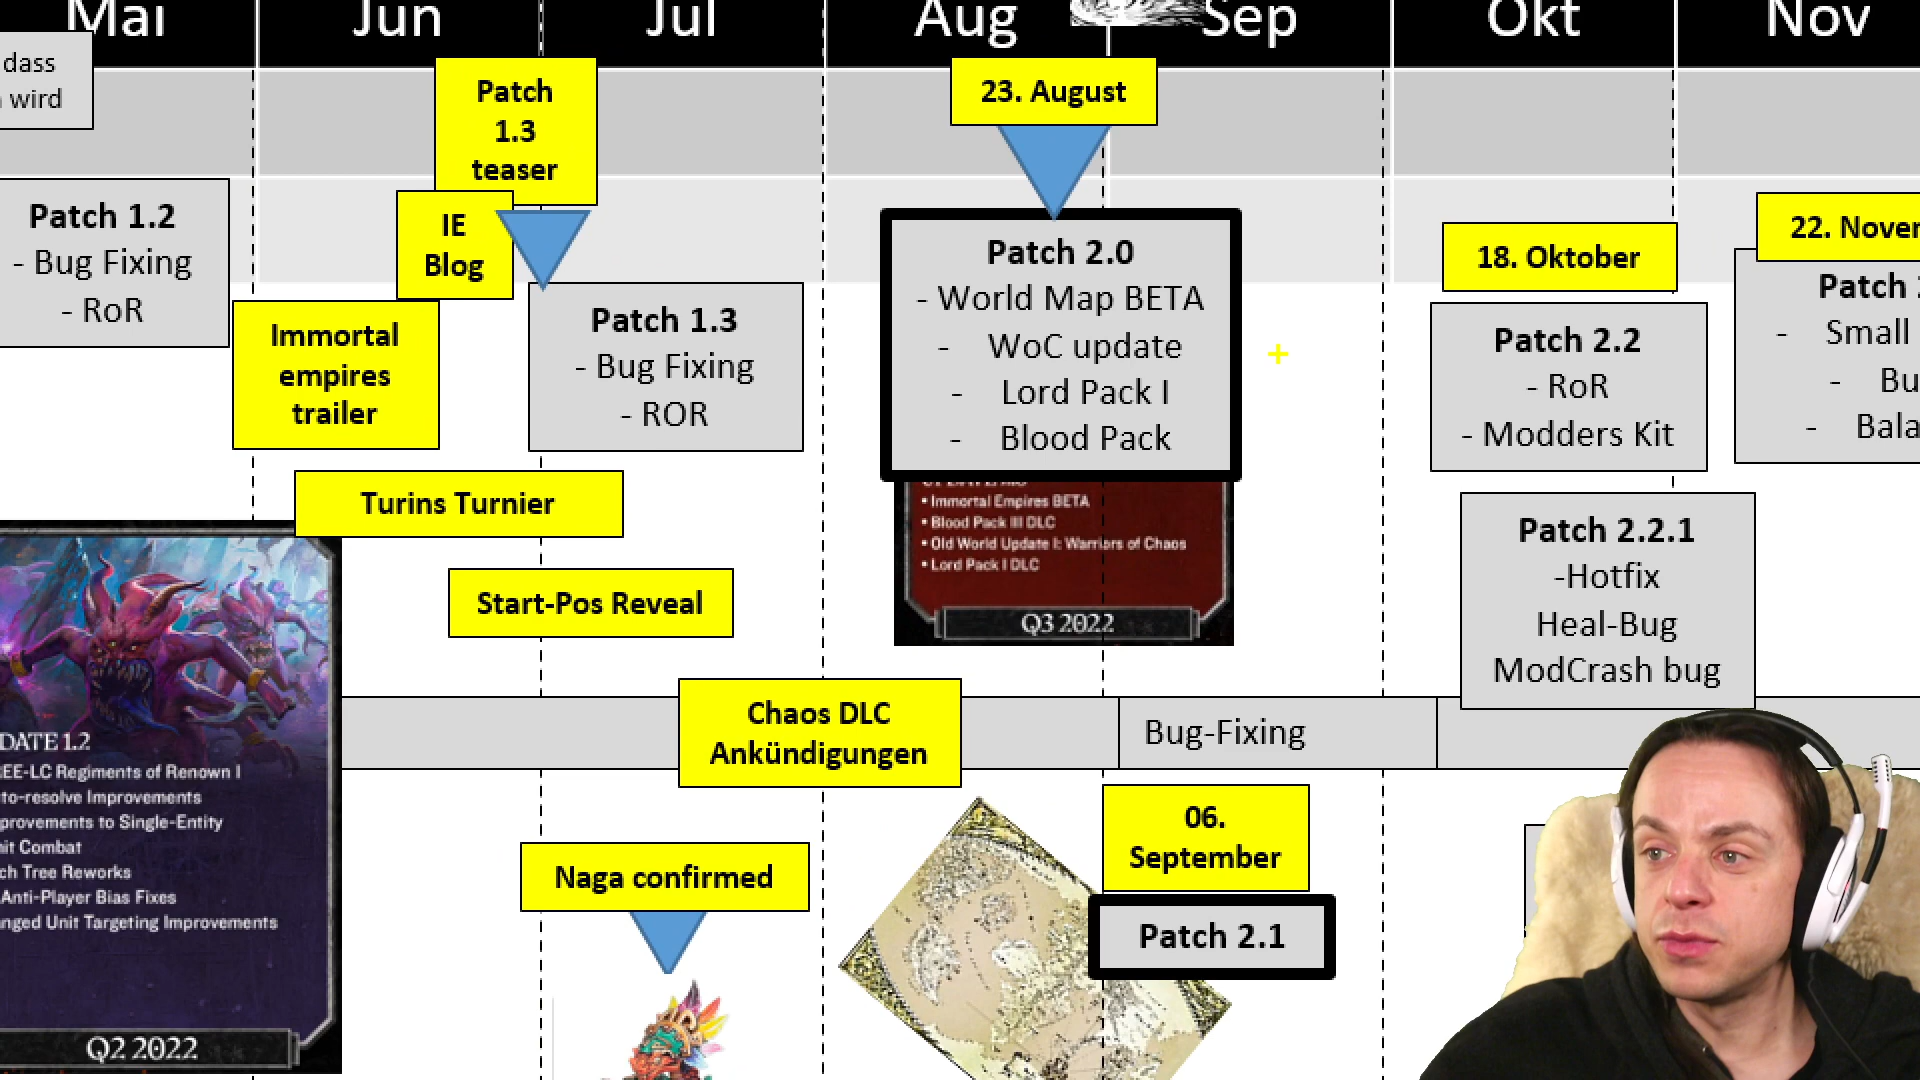 Mai
Jun
Jul
Aug
Sep
Okt
Nov
dass
wird
Patch
1.3
teaser
23. August
Patch 1.2
- Bug Fixing
- RoR
IE
Blog
Immortal
empires
trailer
Patch 1.3
- Bug Fixing
- ROR
Patch 2.0
- World Map BETA
- WoC update
- Lord Pack I
- Blood Pack
+
18. Oktober
Patch 2.2
- RoR
- Modders Kit
22.
Patch
- Small
-
-
• Immortal Empires BETA
• Blood Pack III DLC
• Old World Update I: Warriors of Chaos
• Lord Pack I DLC
Q3 2022
Patch 2.2.1
-Hotfix
Heal-Bug
ModCrash bug
Turins Turnier
Start-Pos Reveal
Chaos DLC
Ankündigungen
Bug-Fixing
06.
September
Patch 2.1
Naga confirmed
DATE 1.2
EE-LC Regiments of Renown I
to-resolve Improvements
provements to Single-Entity
it Combat
ch Tree Reworks
Anti-Player Bias Fixes
nged Unit Targeting Improvements
Q2 2022